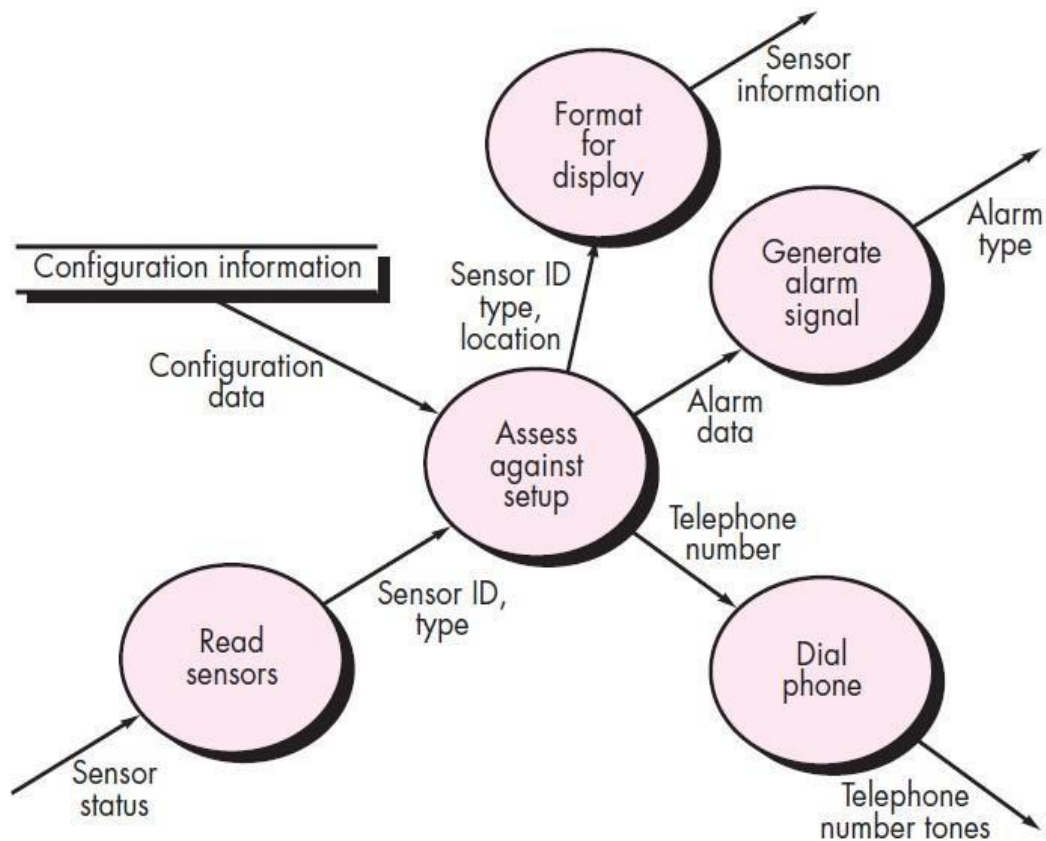 Sensor
information
Format
for
display
Alarm
type
Generate
alarm
signal
Configuration information
Sensor ID
type,
location
Configuration
data
Alarm
data
Assess
against
setup
Telephone
number
Sensor ID,
type
Read
sensors
Dial
phone
Sensor
status
Telephone
number tones